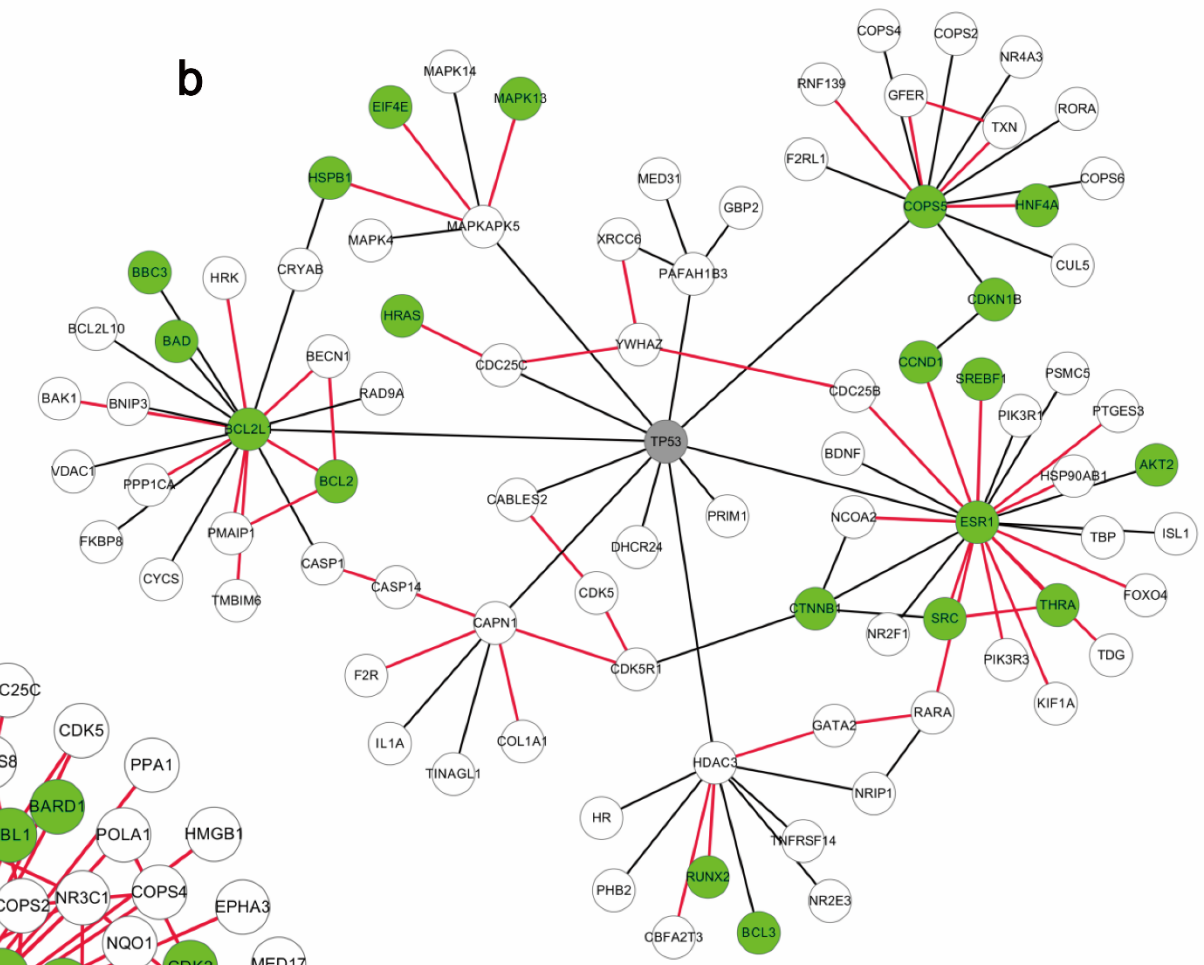 b
COPS4
COPS2
NR4A3
MAPK14
RNF139
GFER
EIF4E
MAPK13
RORA
TXN
F2RL1
HSPB1
MED31
COPS6
COPS5
HNF4A
GBP2
MAPKAPK5
MAPK4
XRCC6
CRYAB
PAFAH1B3
CUL5
BBC3
HRK
CDKN1B
HRAS
BCL2L10
BAD
YWHAZ
BECN1
CCND1
CDC25C
SREBF1
PSMC5
CDC25B
RAD9A
BAK1
BNIP3
PIK3R1
PTGES3
BCL2L1
TP53
BDNF
AKT2
VDAC1
HSP90AB1
BCL2
PPP1CA
CABLES2
PRIM1
NCOA2
ESR1
PMAIP1
ISL1
TBP
FKBP8
DHCR24
CASP1
CYCS
CASP14
CDK5
TMBIM6
FOXO4
THRA
CTNNB1
SRC
CAPN1
NR2F1
TDG
PIK3R3
CDK5R1
F2R
C25C
KIF1A
RARA
GATA2
CDK5
IL1A
COL1A1
S8
PPA1
HDAC3
TINAGL1
NRIP1
BARD1
HR
BL1
POLA1
HMGB1
TNFRSF14
RUNX2
PHB2
COPS4
NR3C1
NR2E3
COPS2
EPHA3
BCL3
CBFA2T3
NQO1
MED17